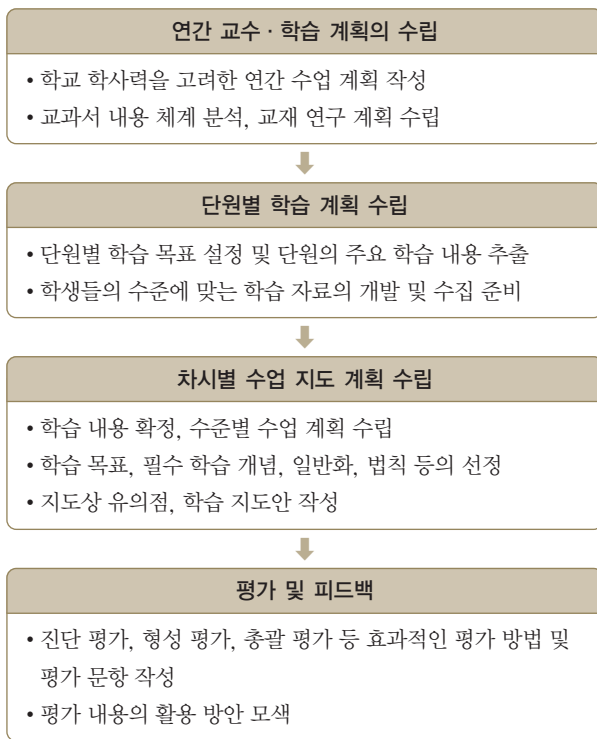 연간 교수·학습 계획의 수립
• 학교 학사력을 고려한 연간 수업 계획 작성
• 교과서 내용 체계 분석, 교재 연구 계획 수립
단원별 학습 계획 수립
• 단원별 학습 목표 설정 및 단원의 주요 학습 내용 추출
• 학생들의 수준에 맞는 학습 자료의 개발 및 수집 준비
차시별 수업 지도 계획 수립
• 학습 내용 확정, 수준별 수업 계획 수립
• 학습 목표, 필수 학습 개념, 일반화, 법칙 등의 선정
• 지도상 유의점, 학습 지도안 작성
평가 및 피드백
• 진단 평가, 형성 평가, 총괄 평가 등 효과적인 평가 방법 및
평가 문항 작성
• 평가 내용의 활용 방안 모색